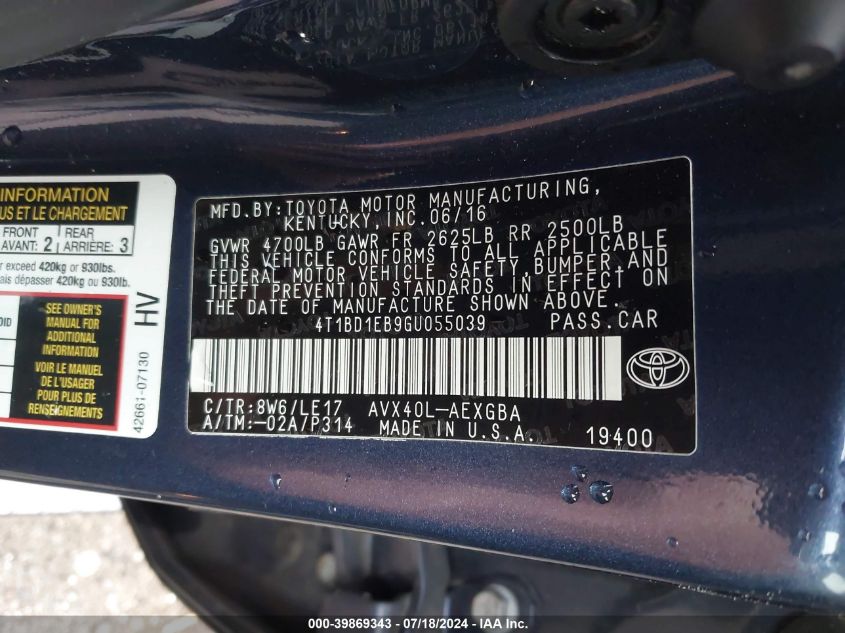 INFORMATION
US ET LE CHARGEMENT
FRONT
AVANT: 2
REAR
ARRIÈRE: 3
r exceed 420kg or 930lbs.
ais dépasser 420kg ou 930lb.
SEE OWNER'S
MANUAL FOR
ADDITIONAL
INFORMATION
VOIR LE MANUEL
DE L'USAGER
POUR PLUS DE
RENSEIGNEMENTS
HV
42661-07130
MFD.BY: TOYOTA MOTOR MANUFACTURING,
KENTUCKY, INC. 06/16
GVWR 4700LB GAWR FR 2625LB RR 2500LB
THIS VEHICLE CONFORMS TO ALL APPLICABLE
FEDERAL MOTOR VEHICLE SAFETY, BUMPER AND
THEFT PREVENTION STANDARDS IN EFFECT ON
THE DATE OF MANUFACTURE SHOWN ABOVE.
4T1BD1EB9GU055039 PASS.CAR
C/TR:8W6/LE17 AVX40L-AEXGBA
A/TM:-02A/P314 MADE IN U.S.A. 19400
000-39869343 - 07/18/2024 - IAA Inc.